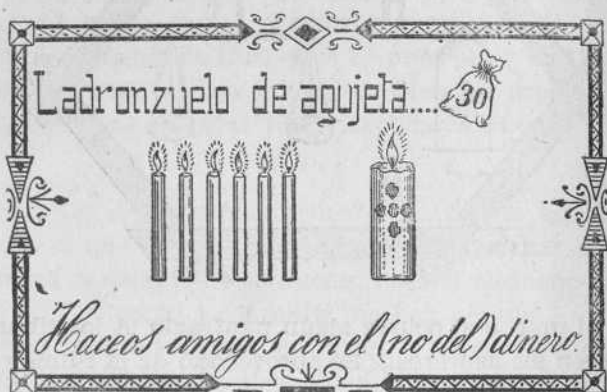 Ladronzuelo de agujeta....30
Haceos amigos con el (no del) dinero.